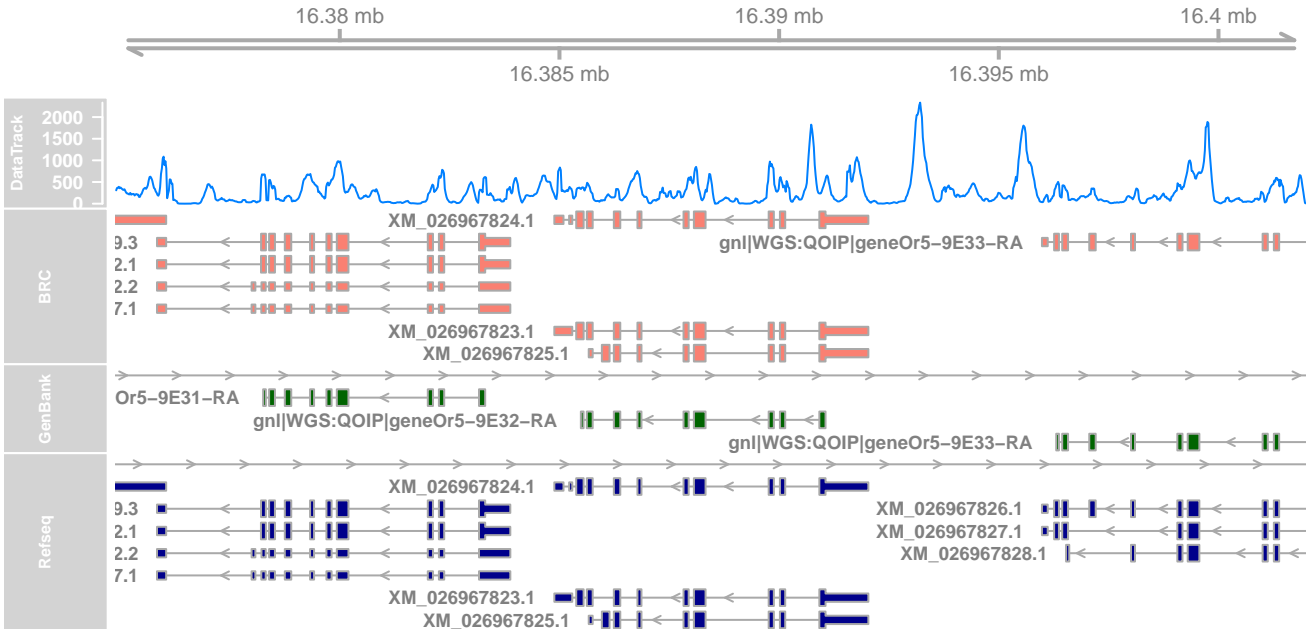 16.38 mb
16.39 mb
16.4 mb
16.385 mb
16.395 mb
DataTrack
2000
1500
1000
500
0
BRC
XM_026967824.1
9.3
gnl|WGS:QOIP|geneOr5−9E33−RA
2.1
2.2
7.1
XM_026967823.1
XM_026967825.1
GenBank
Or5−9E31−RA
gnl|WGS:QOIP|geneOr5−9E32−RA
gnl|WGS:QOIP|geneOr5−9E33−RA
Refseq
XM_026967824.1
9.3
XM_026967826.1
2.1
XM_026967827.1
2.2
XM_026967828.1
7.1
XM_026967823.1
XM_026967825.1